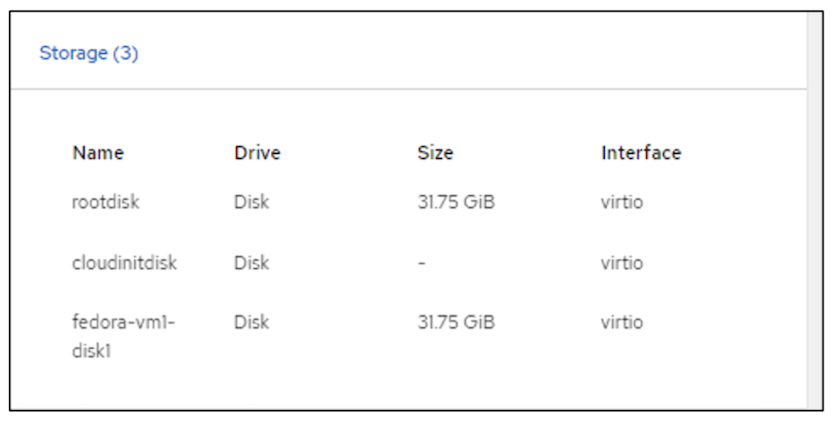 Storage (3)
Name Drive Size Interface
rootdisk Disk 31.75 GiB virtio
cloudinitdisk Disk - virtio
fedora-vm1- Disk 31.75 GiB virtio
disk1